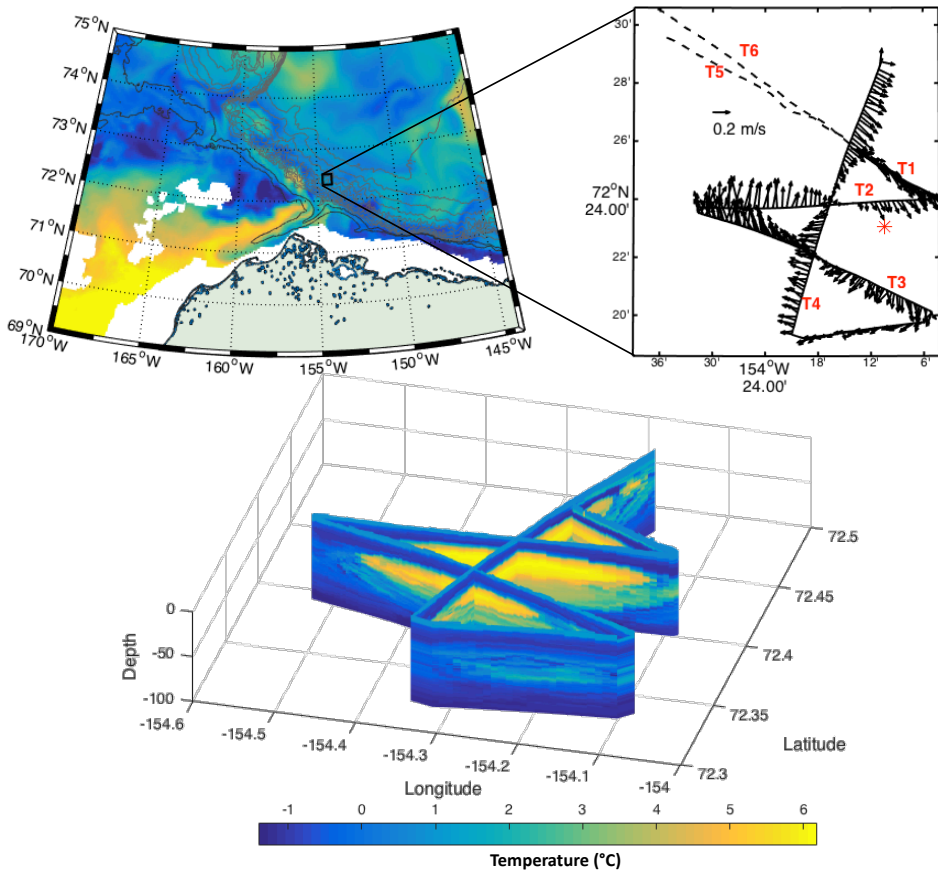 75°N
74°N
73°N
72°N
71°N
70°N
69°N
170°W
165°W
160°W
155°W
150°W
145°W
30'
28'
26'
72°N
24.00'
22'
20'
36'
30'
154°W
24.00'
18'
12'
6'
T6
T5
0.2 m/s
T1
T2
T3
T4
0
-50
-100
Depth
-154.6
-154.5
-154.4
-154.3
-154.2
-154.1
-154
Longitude
72.5
72.45
72.4
72.35
72.3
Latitude
-1 0 1 2 3 4 5 6
Temperature (°C)